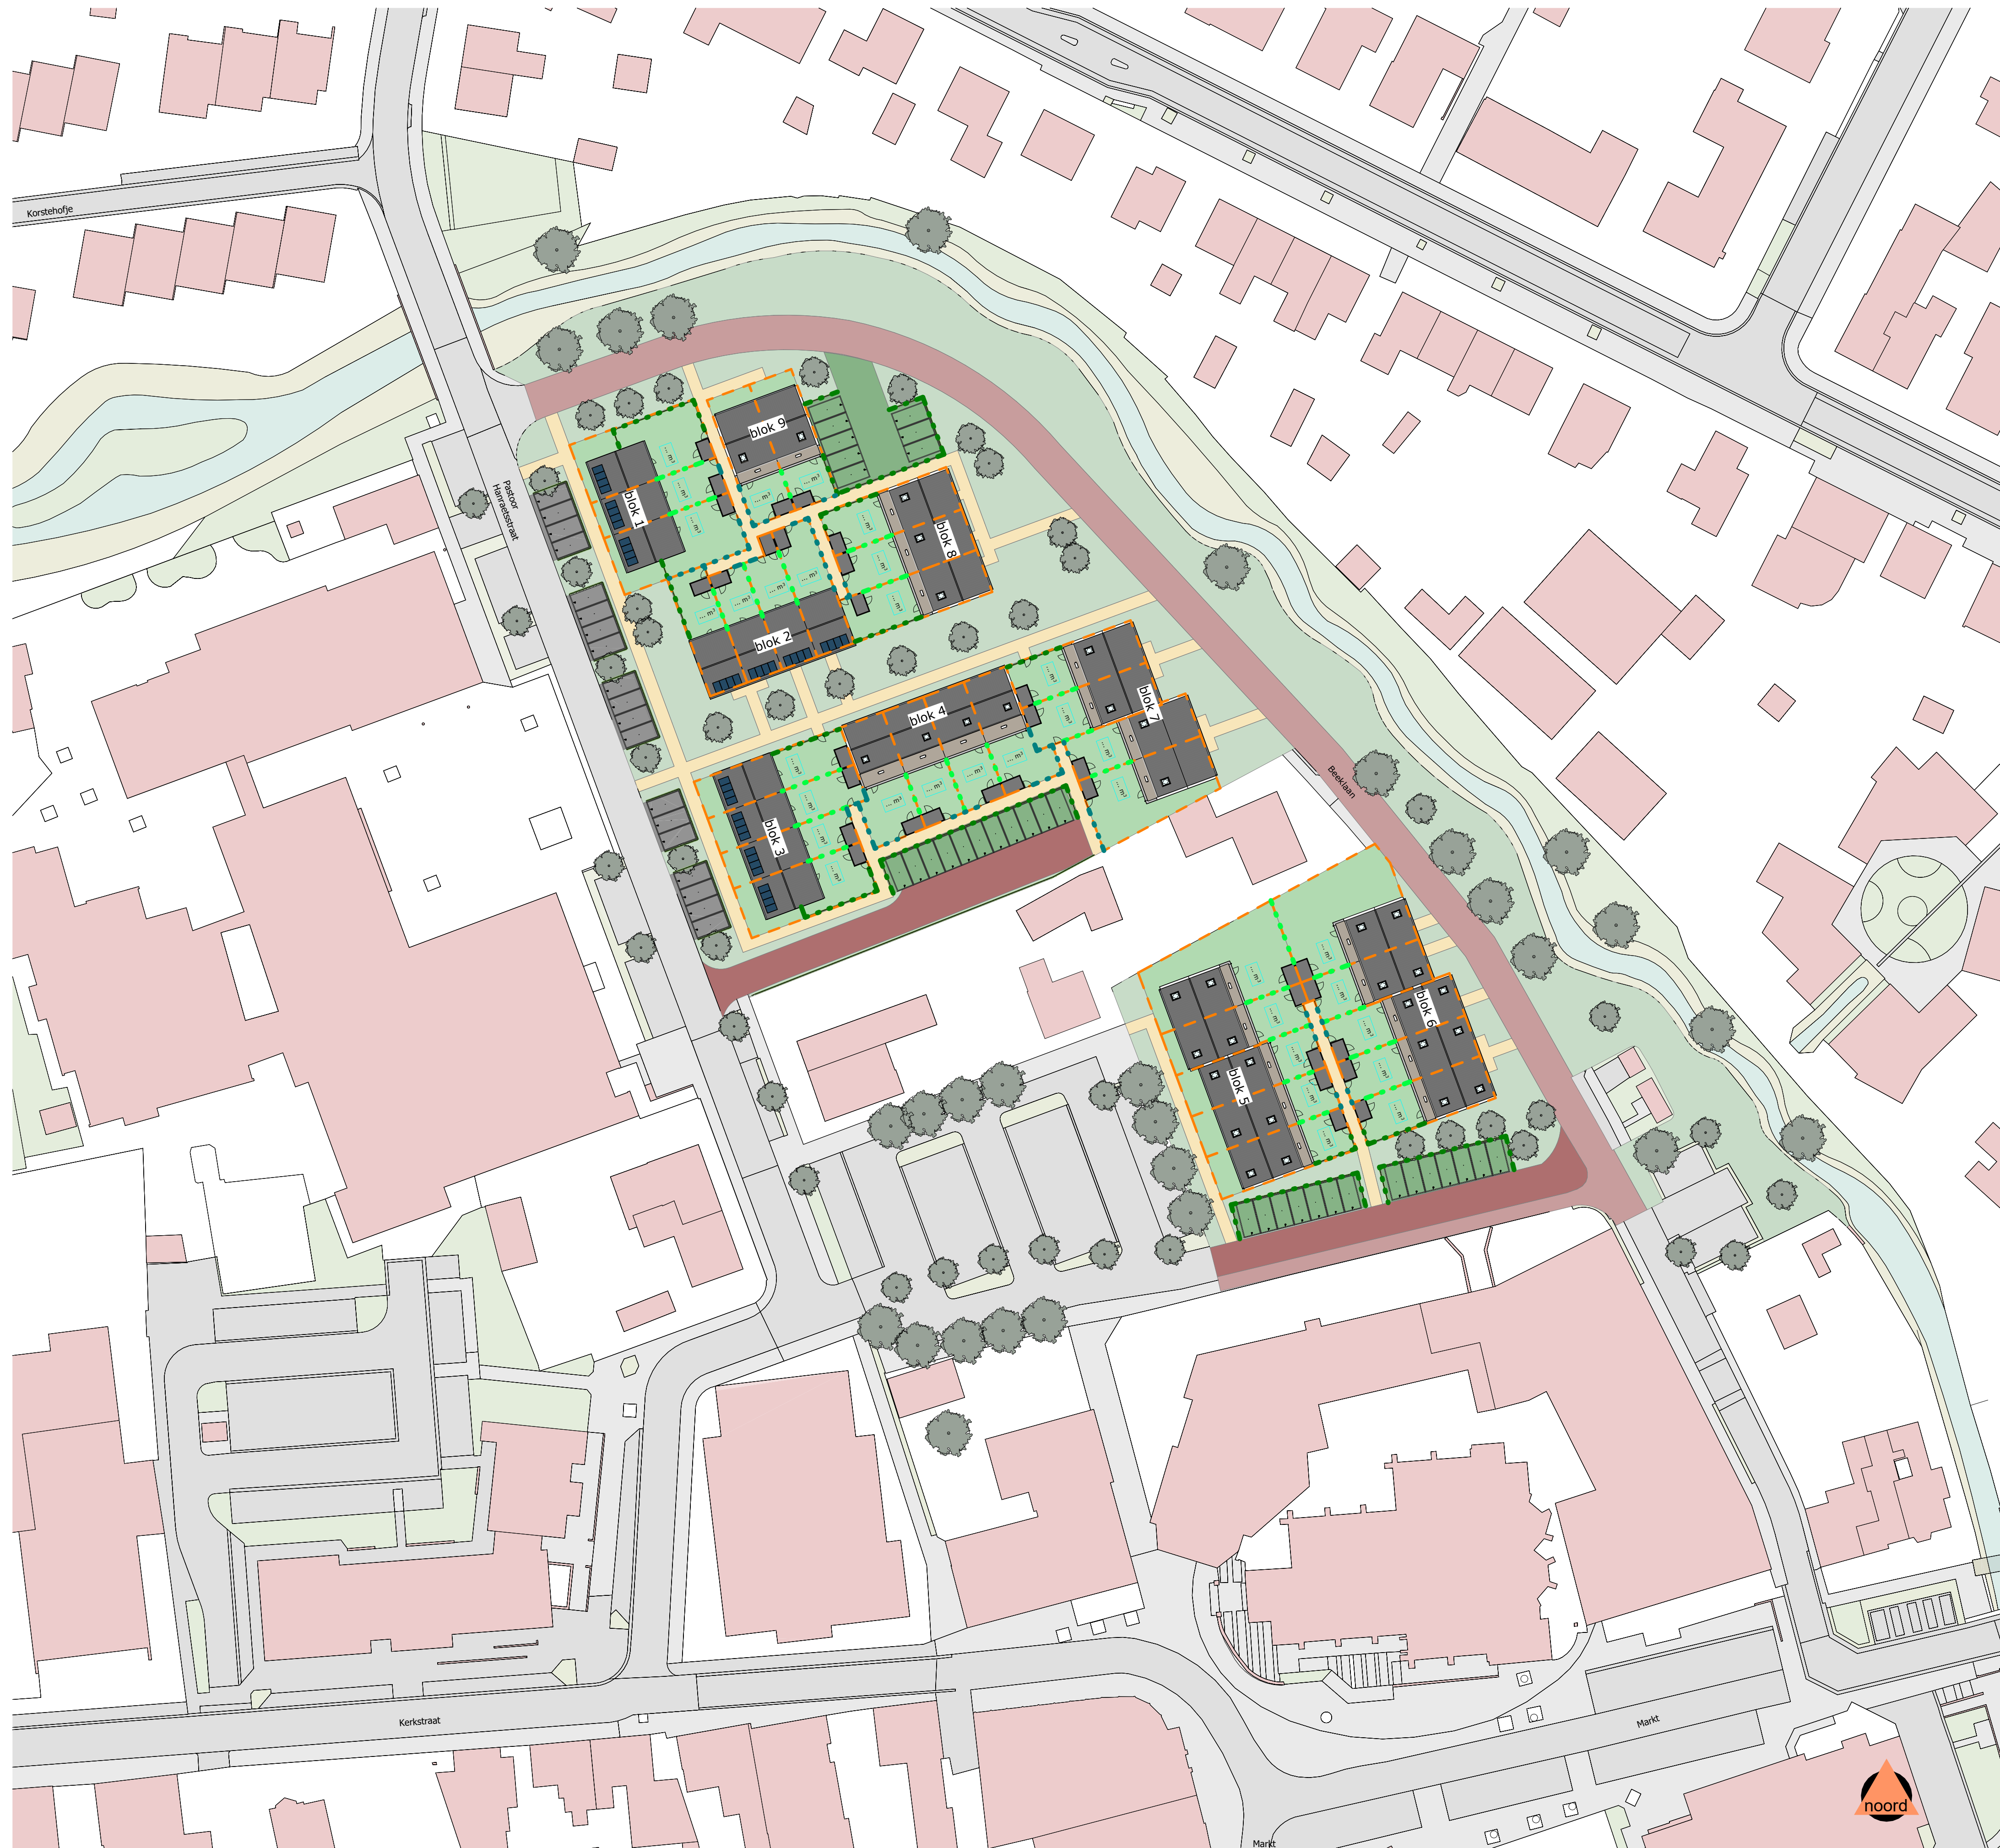 Korstehofje
Pastoor
Hanraetsstraat
blok 9
blok 1
blok 8
blok 2
blok 4
blok 7
blok 3
Beeklaan
blok 6
blok 5
Kerkstraat
Markt
noord
Markt